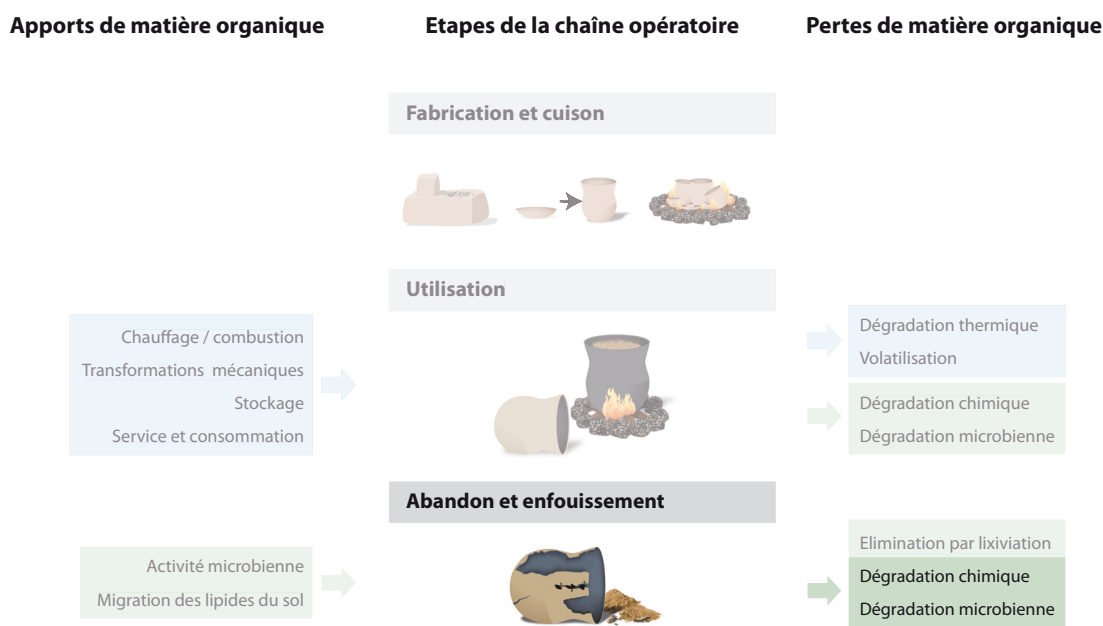 Apports de matière organique
Etapes de la chaîne opératoire
Pertes de matière organique
Fabrication et cuison
Utilisation
Chauffage / combustion
Transformations mécaniques
Stockage
Service et consommation
Dégradation thermique
Volatilisation
Dégradation chimique
Dégradation microbienne
Abandon et enfouissement
Activité microbienne
Migration des lipides du sol
Elimination par lixiviation
Dégradation chimique
Dégradation microbienne